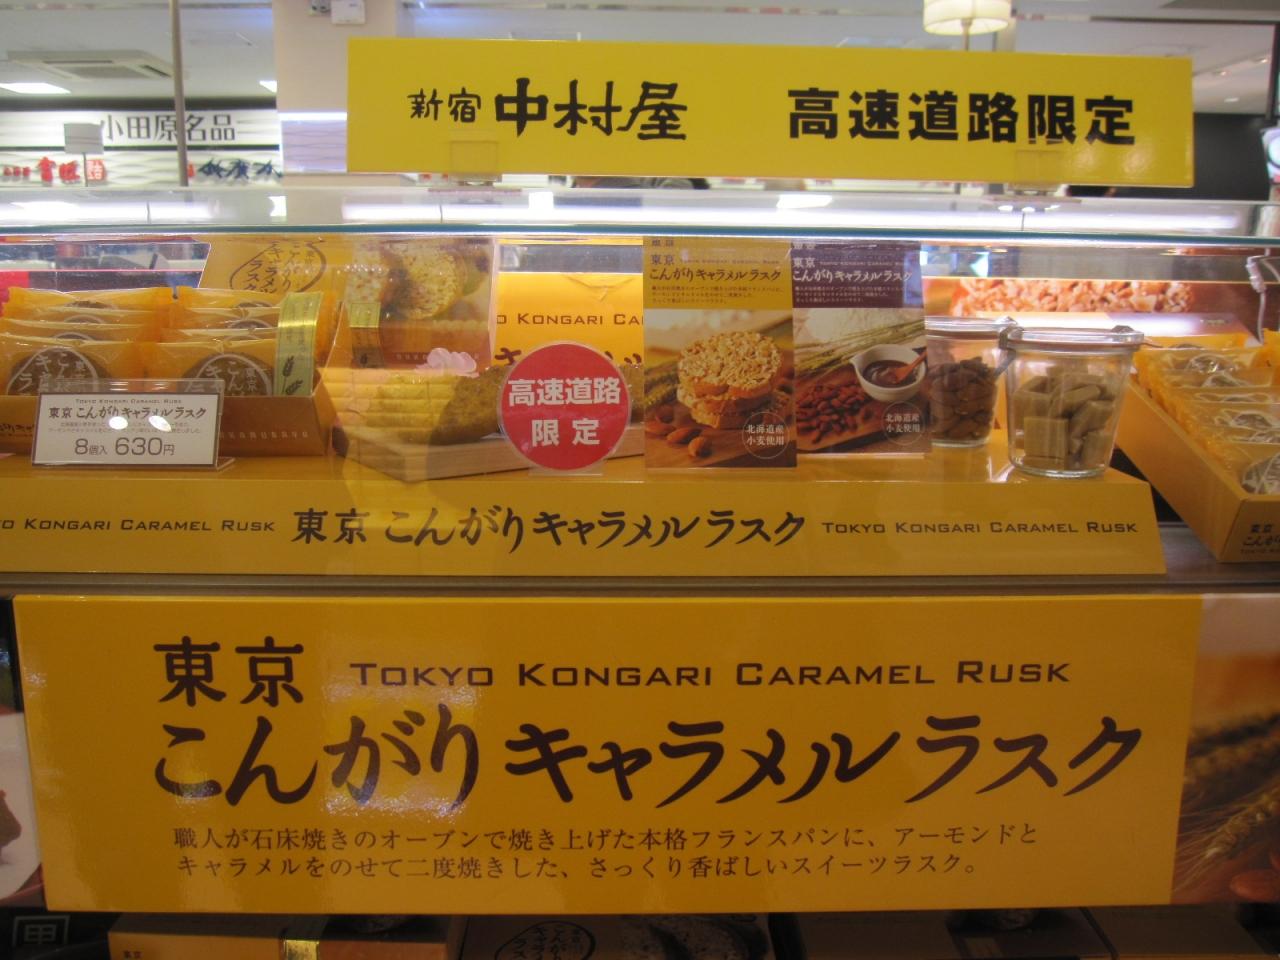 新宿 中村屋 高速道路限定
小田原名品
東京
TOKYO KONGARI CARAMEL RUSK
こんがりキャラメルラスク
東京
こんがりキャラメルラスク
KONGARI
高速道路
限定
北海道産
小麦使用
北海道産
小麦使用
TOKYO KONGARI CARAMEL RUSK
東京 こんがりキャラメルラスク
8個入 630円
KONGARI CARAMEL RUSK 東京 こんがりキャラメルラスク TOKYO KONGARI CARAMEL RUSK
東京 TOKYO KONGARI CARAMEL RUSK
こんがりキャラメルラスク
職人が石床焼きのオーブンで焼き上げた本格フランスパンに、アーモンドと
キャラメルをのせて二度焼きした、さっくり香ばしいスイーツラスク。